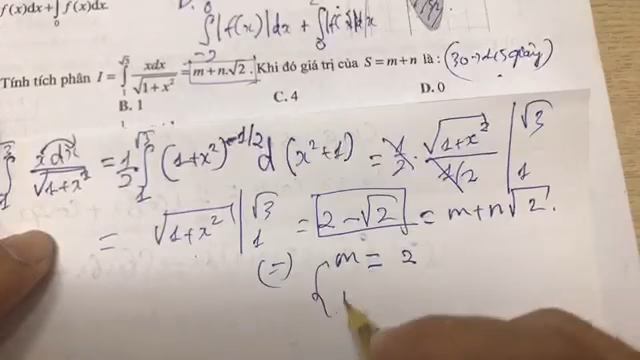 f(x)dx+∫₀ f(x)dx.
∫|f(x)|dx + ∫|f(x)|dx
Tính tích phân I = ∫₁^√3 xdx/√(1+x²) = m+n.√2. Khi đó giá trị của S = m+n là: (30→45 giây)
B. 1 C. 4 D. 0
∫₁ xdx/√(1+x²) = 1/2 ∫₁^√3 (1+x²)^(-1/2) d(x²+1) = 1/2 · √(1+x²)/(1/2) |₁^√3
= √(1+x²) |₁^√3 = 2-√2 = m+n√2.
(=) { m = 2